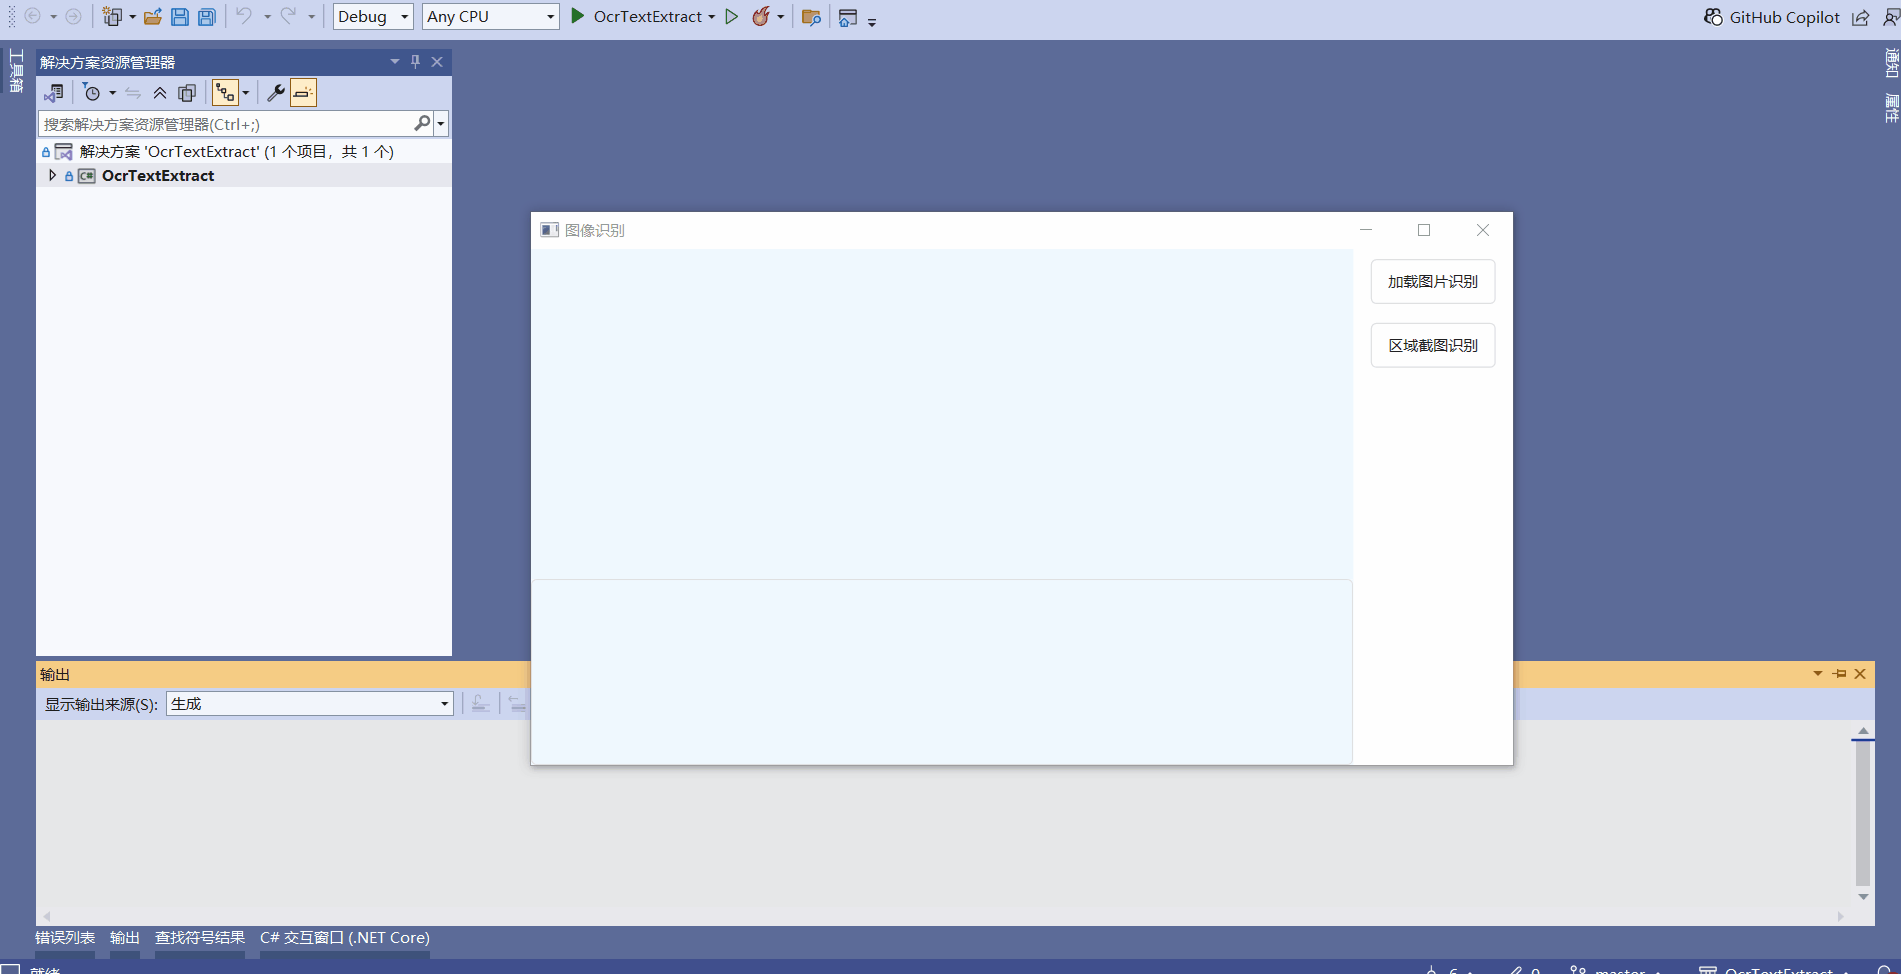 Debug
Any CPU
OcrTextExtract
GitHub Copilot
工具箱
解决方案资源管理器
搜索解决方案资源管理器(Ctrl+;)
解决方案 'OcrTextExtract' (1 个项目，共 1 个)
C# OcrTextExtract
通知
属性
图像识别
加载图片识别
区域截图识别
输出
显示输出来源(S):
生成
错误列表
输出
查找符号结果
C# 交互窗口 (.NET Core)
就绪
6
0
master
OcrTextExtract